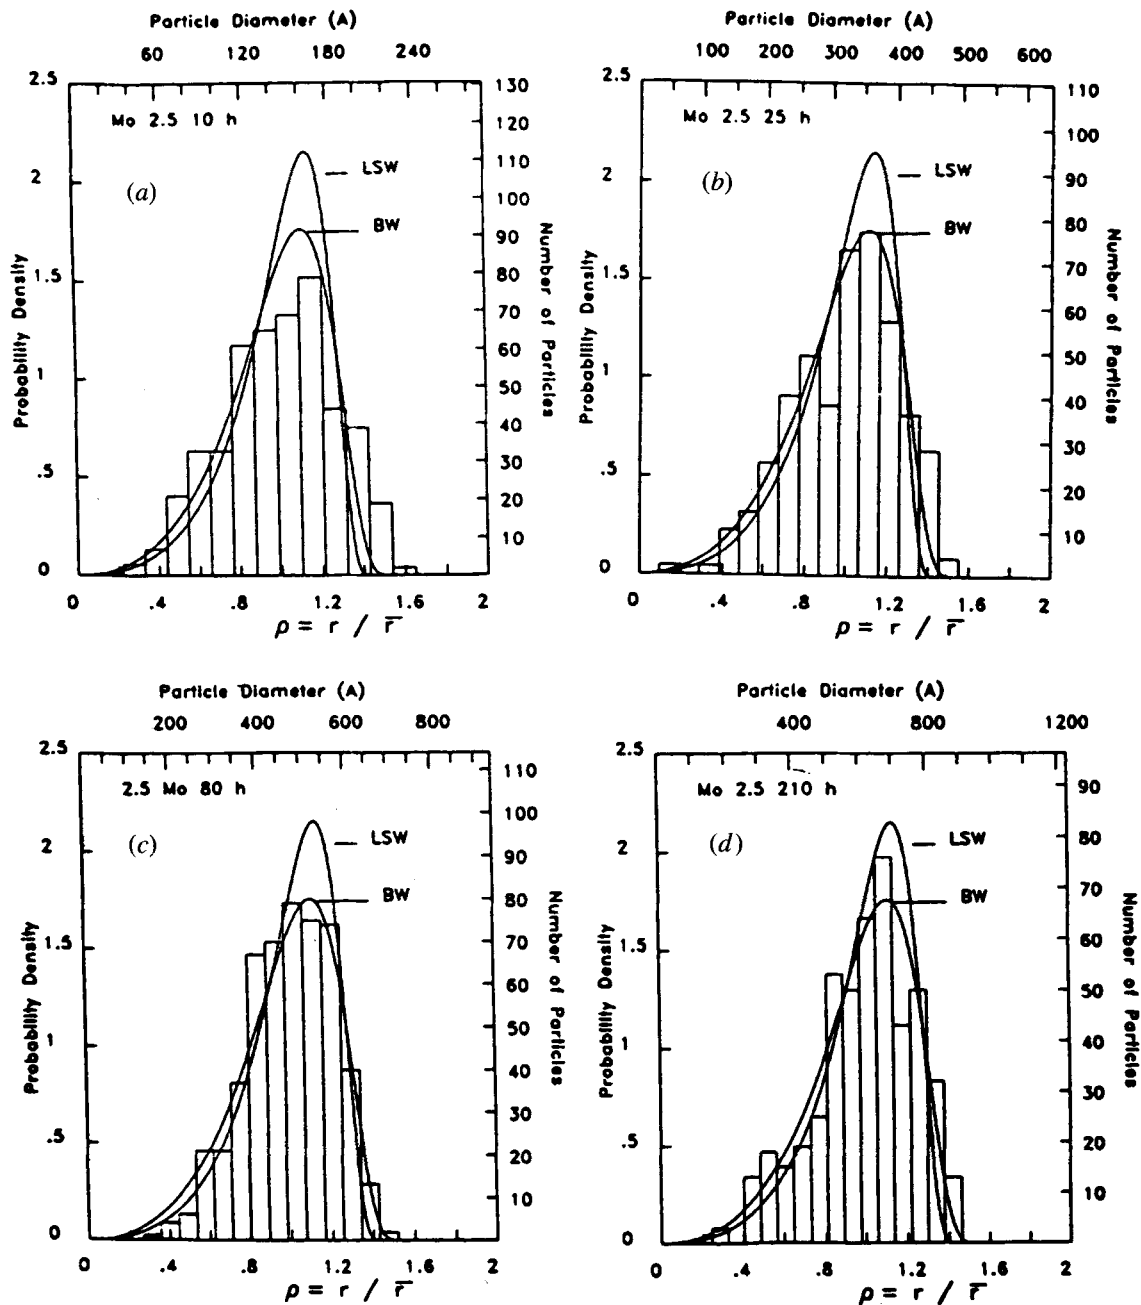 Particle Diameter (A)
60 120 180 240
2.5
2
1.5
1
.5
0
Probability Density
Mo 2.5 10 h
(a)
LSW
BW
130
120
110
100
90
80
70
60
50
40
30
20
10
Number of Particles
0 .4 .8 1.2 1.6 2
ρ = r / r̅
Particle Diameter (A)
100 200 300 400 500 600
2.5
2
1.5
1
.5
0
Probability Density
Mo 2.5 25 h
(b)
LSW
BW
110
100
90
80
70
60
50
40
30
20
10
Number of Particles
0 .4 .8 1.2 1.6 2
ρ = r / r̅
Particle Diameter (A)
200 400 600 800
2.5
2
1.5
1
.5
0
Probability Density
2.5 Mo 80 h
(c)
LSW
BW
110
100
90
80
70
60
50
40
30
20
10
Number of Particles
0 .4 .8 1.2 1.6 2
ρ = r / r̅
Particle Diameter (A)
400 800 1200
2.5
2
1.5
1
.5
0
Probability Density
Mo 2.5 210 h
(d)
LSW
BW
90
80
70
60
50
40
30
20
10
Number of Particles
0 .4 .8 1.2 1.6 2
ρ = r / r̅